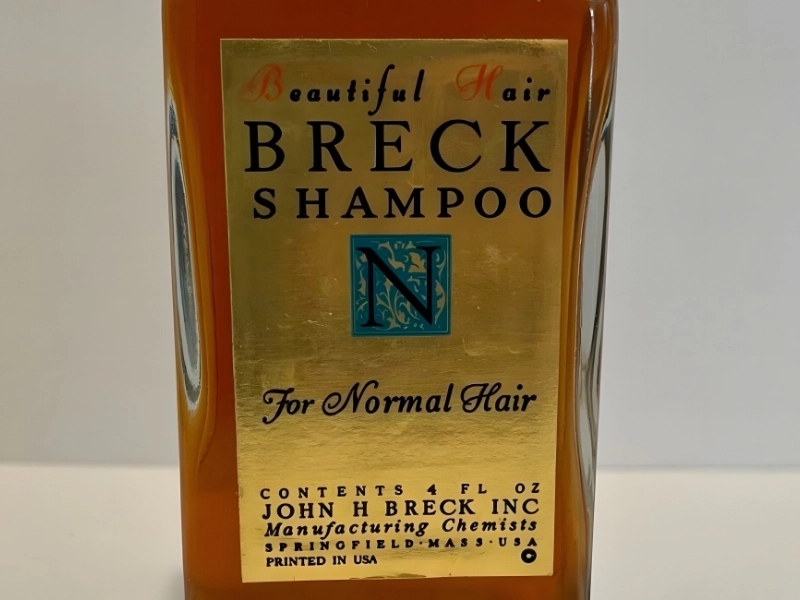 Beautiful Hair
BRECK
SHAMPOO
N
For Normal Hair
CONTENTS 4 FL OZ
JOHN H BRECK INC
Manufacturing Chemists
SPRINGFIELD·MASS·USA
PRINTED IN USA